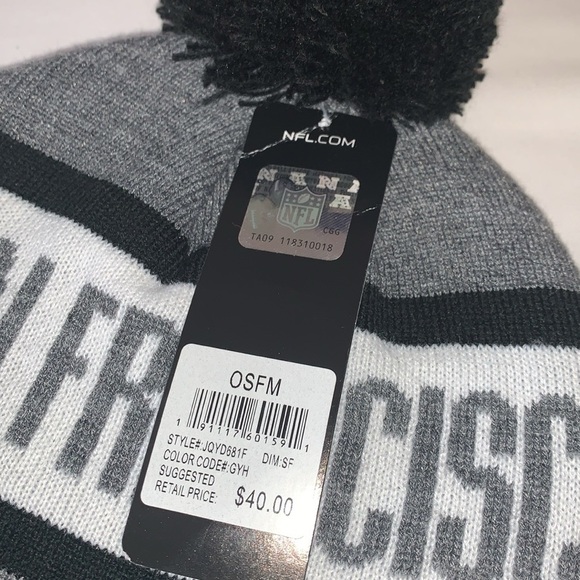 NFL.COM
NFL
C&G
TA09 118310018
OSFM
1 91117 60159 1
STYLE#:JQYD681F DIM:SF
COLOR CODE#:GYH
SUGGESTED
RETAIL PRICE: $40.00
FR CISC